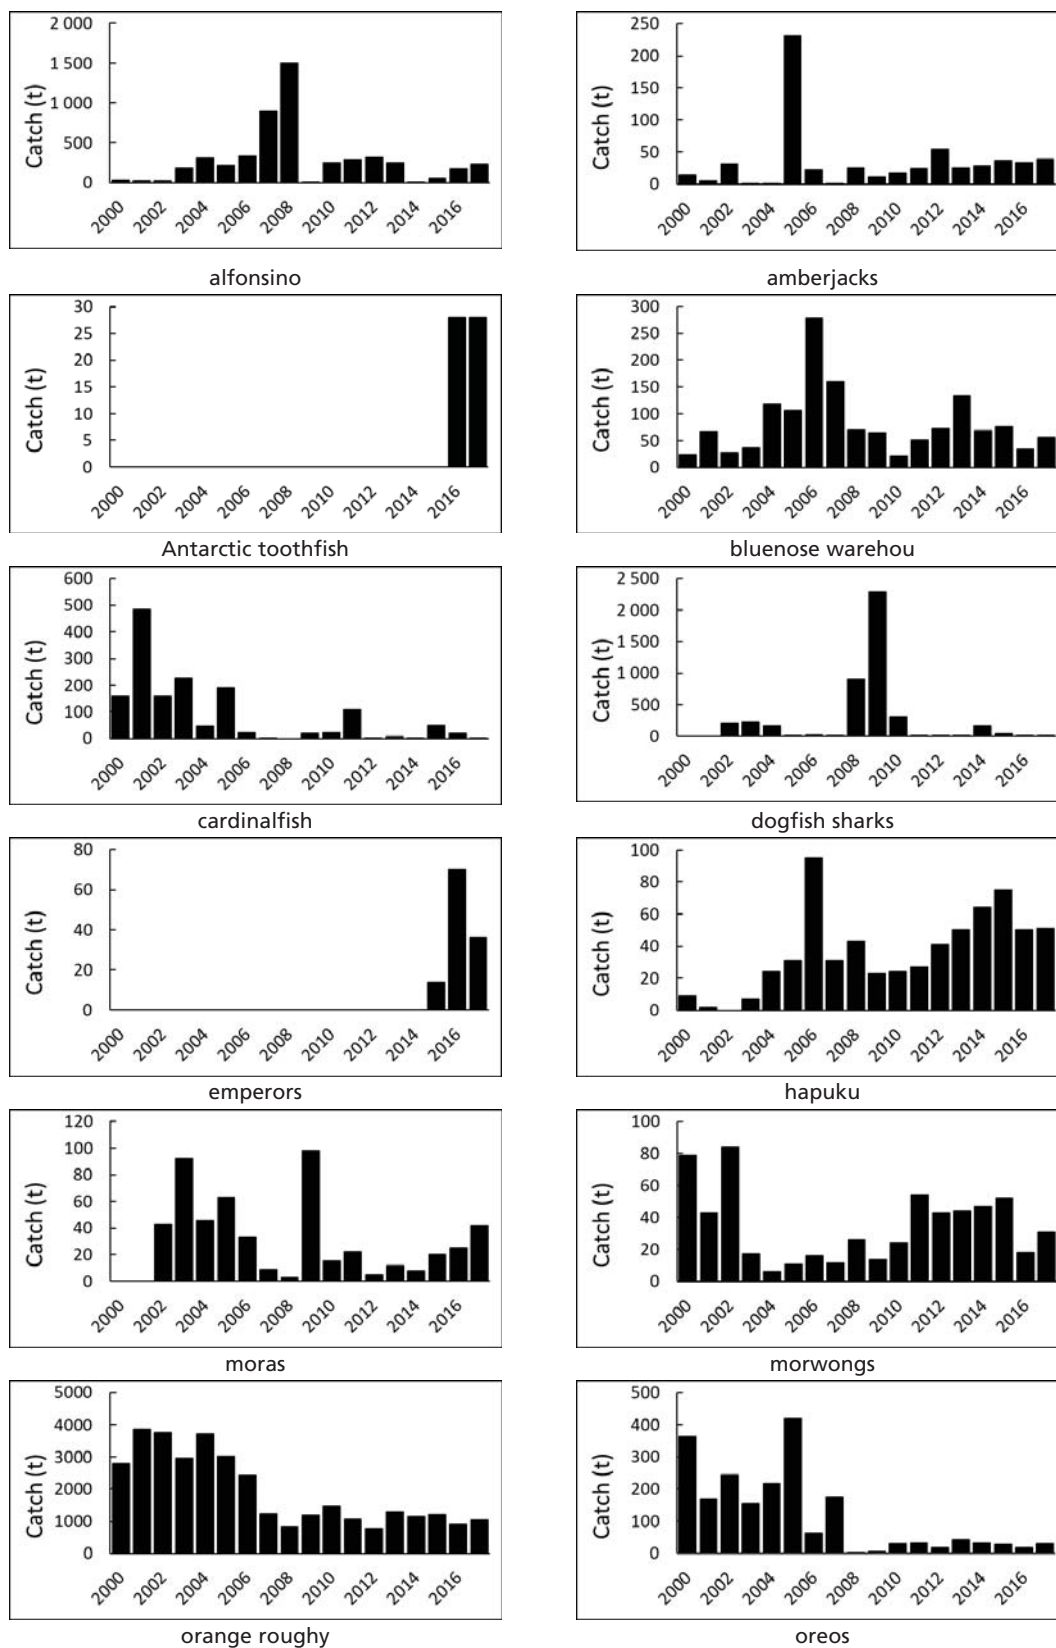 2 000
1 500
1 000
500
0
Catch (t)
2000 2002 2004 2006 2008 2010 2012 2014 2016
alfonsino
250
200
150
100
50
0
Catch (t)
2000 2002 2004 2006 2008 2010 2012 2014 2016
amberjacks
30
25
20
15
10
5
0
Catch (t)
2000 2002 2004 2006 2008 2010 2012 2014 2016
Antarctic toothfish
300
250
200
150
100
50
0
Catch (t)
2000 2002 2004 2006 2008 2010 2012 2014 2016
bluenose warehou
600
500
400
300
200
100
0
Catch (t)
2000 2002 2004 2006 2008 2010 2012 2014 2016
cardinalfish
2 500
2 000
1 500
1 000
500
0
Catch (t)
2000 2002 2004 2006 2008 2010 2012 2014 2016
dogfish sharks
80
60
40
20
0
Catch (t)
2000 2002 2004 2006 2008 2010 2012 2014 2016
emperors
100
80
60
40
20
0
Catch (t)
2000 2002 2004 2006 2008 2010 2012 2014 2016
hapuku
120
100
80
60
40
20
0
Catch (t)
2000 2002 2004 2006 2008 2010 2012 2014 2016
moras
100
80
60
40
20
0
Catch (t)
2000 2002 2004 2006 2008 2010 2012 2014 2016
morwongs
5000
4000
3000
2000
1000
0
Catch (t)
2000 2002 2004 2006 2008 2010 2012 2014 2016
orange roughy
500
400
300
200
100
0
Catch (t)
2000 2002 2004 2006 2008 2010 2012 2014 2016
oreos